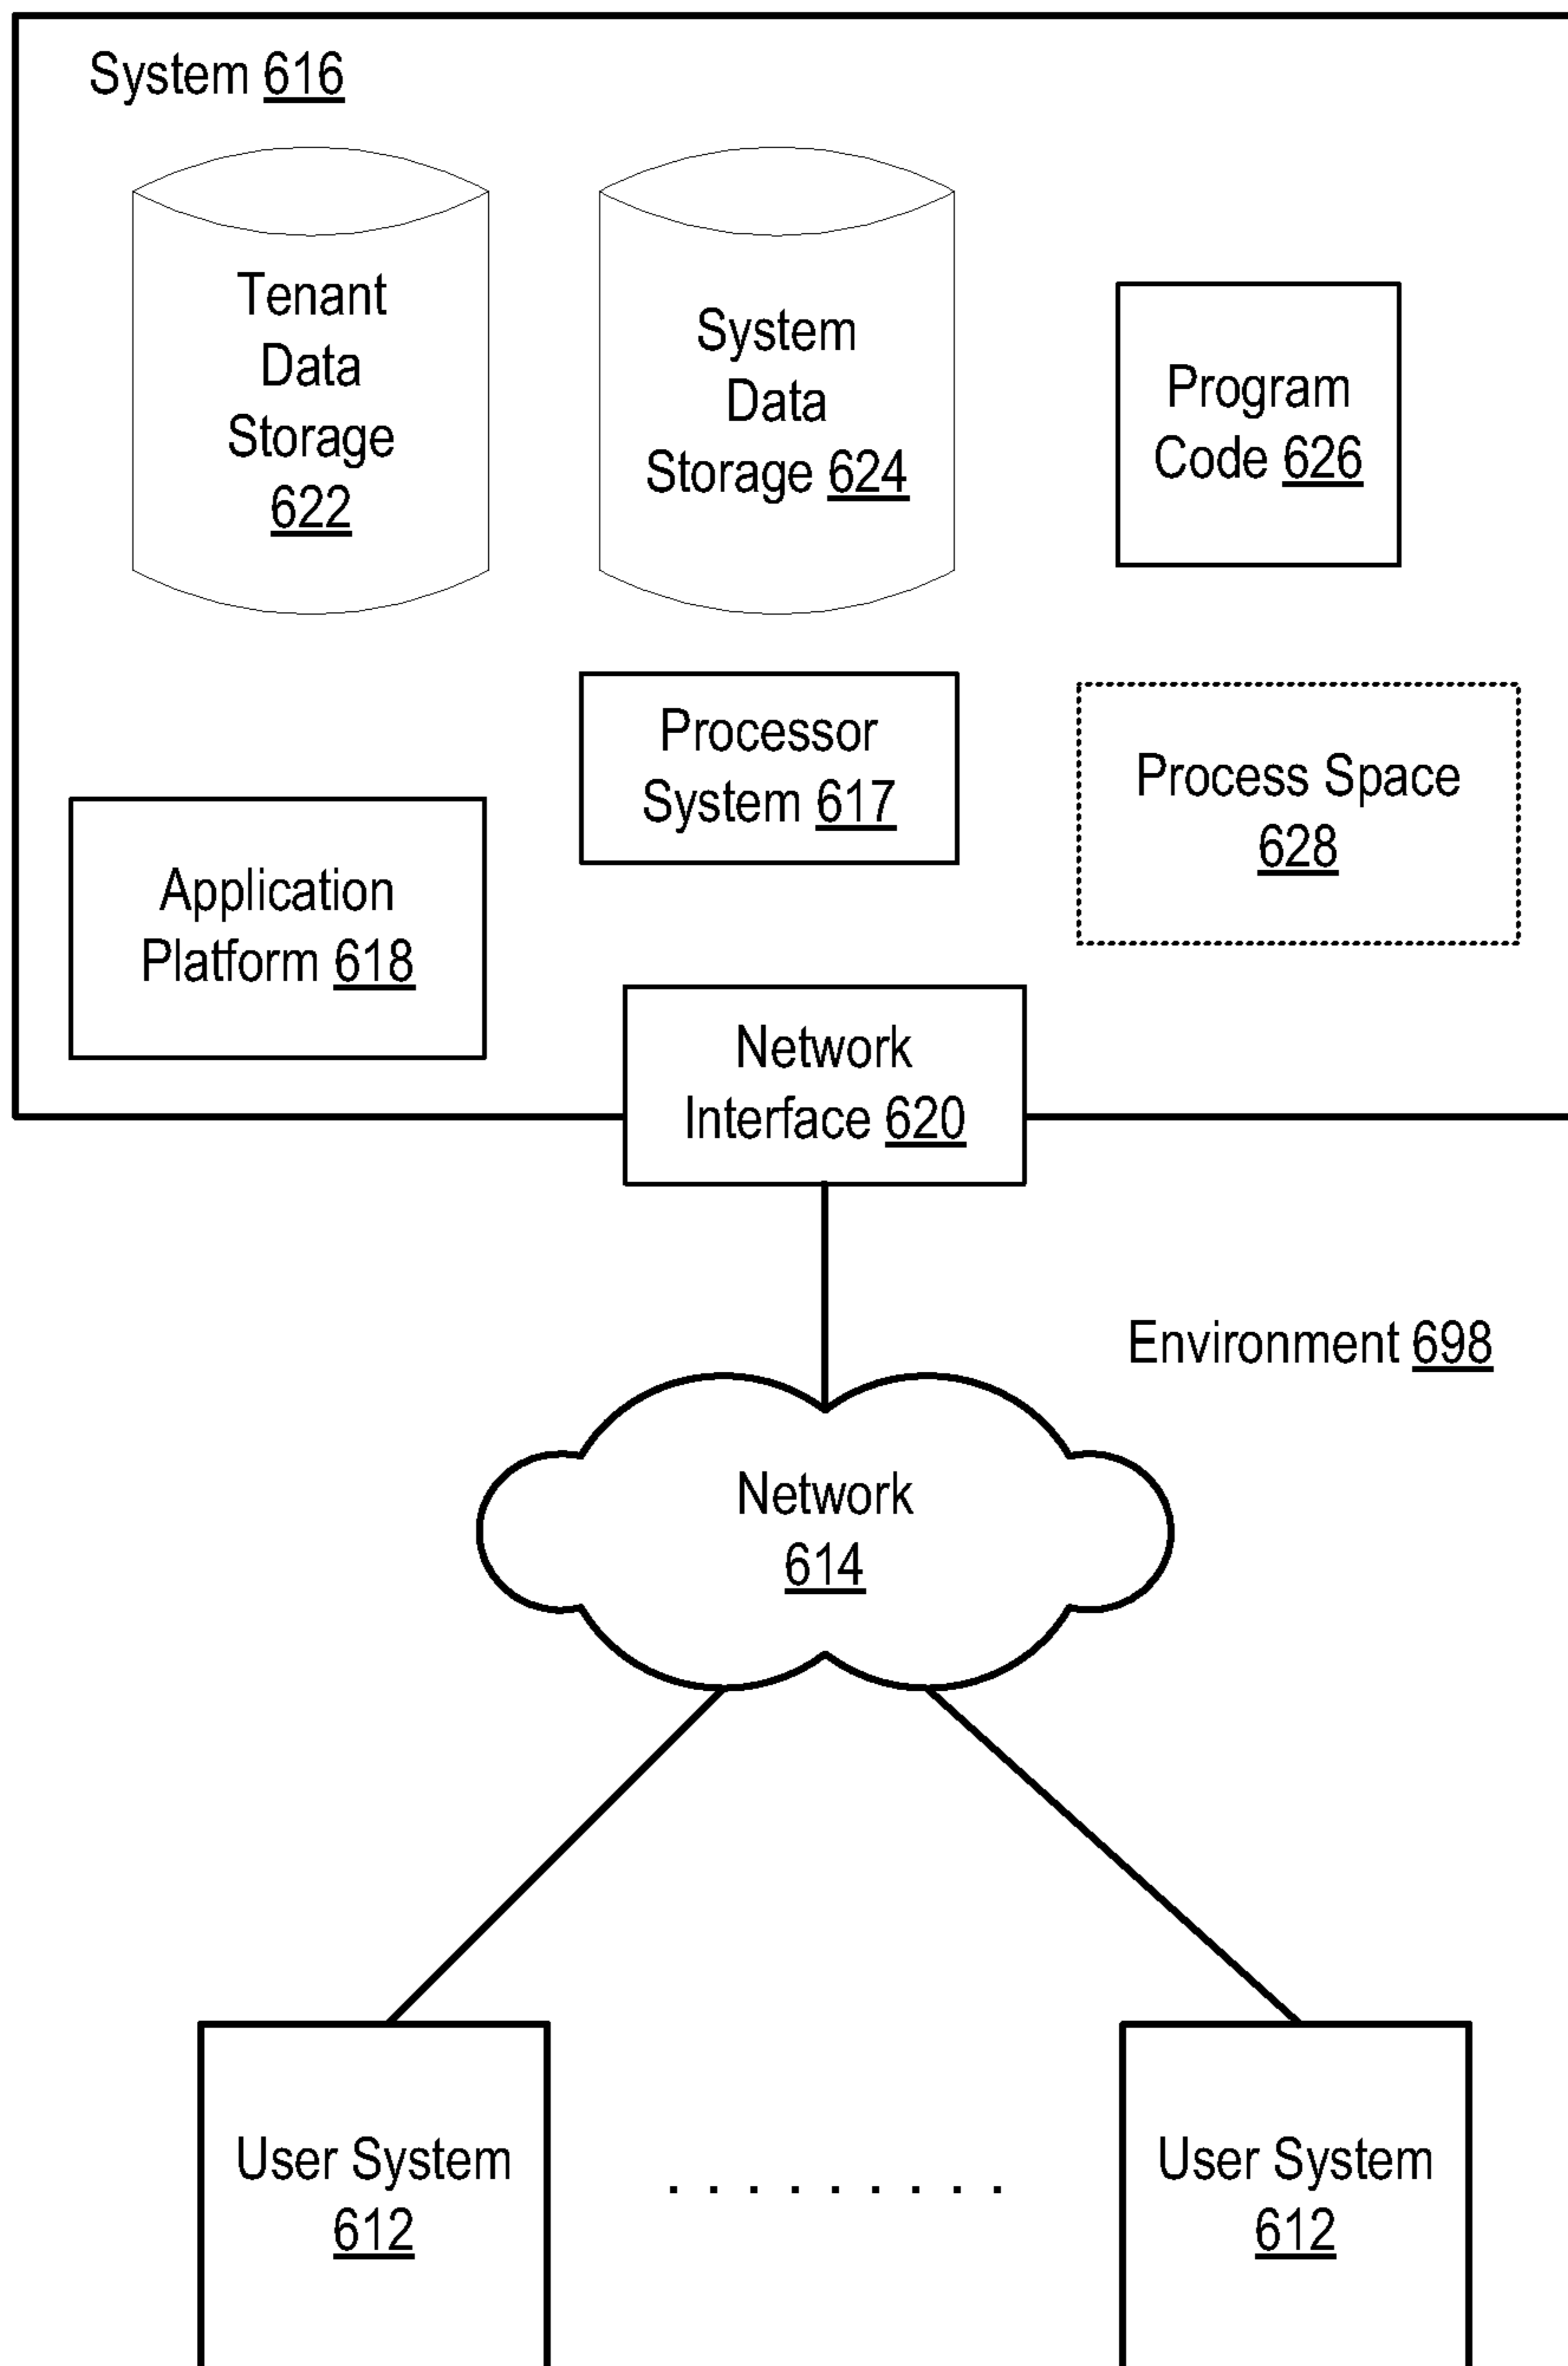 System 616
Tenant
Data
Storage
622
System
Data
Storage 624
Program
Code 626
Processor
System 617
Process Space
628
Application
Platform 618
Network
Interface 620
Environment 698
Network
614
User System
612
. . . . . . . . .
User System
612